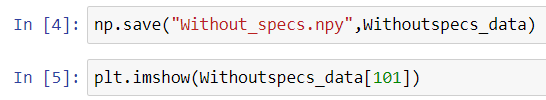 In [4]: np.save("Without_specs.npy",Withoutspecs_data)
In [5]: plt.imshow(Withoutspecs_data[101])